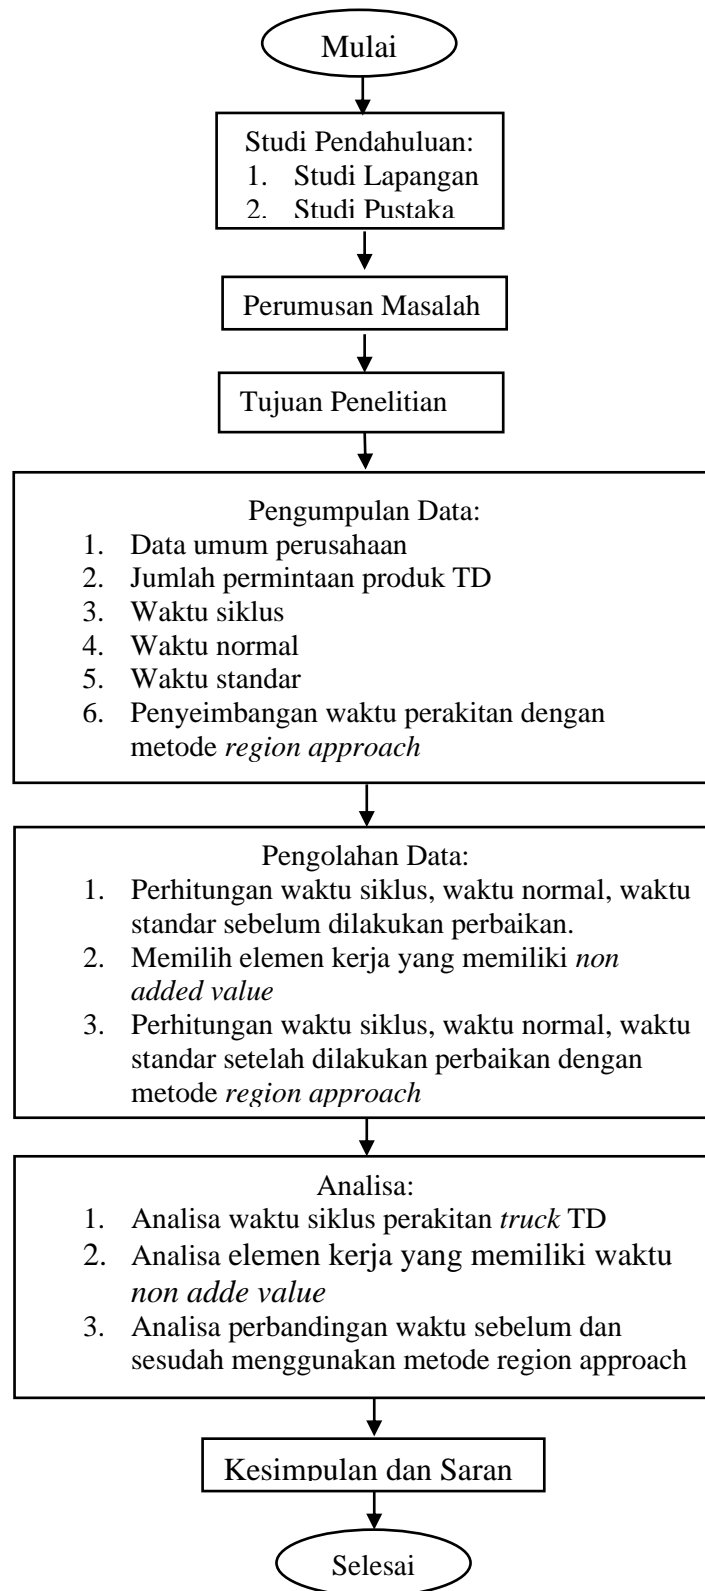 Mulai
Studi Pendahuluan:
1. Studi Lapangan
2. Studi Pustaka
Perumusan Masalah
Tujuan Penelitian
Pengumpulan Data:
1. Data umum perusahaan
2. Jumlah permintaan produk TD
3. Waktu siklus
4. Waktu normal
5. Waktu standar
6. Penyeimbangan waktu perakitan dengan
metode region approach
Pengolahan Data:
1. Perhitungan waktu siklus, waktu normal, waktu
standar sebelum dilakukan perbaikan.
2. Memilih elemen kerja yang memiliki non
added value
3. Perhitungan waktu siklus, waktu normal, waktu
standar setelah dilakukan perbaikan dengan
metode region approach
Analisa:
1. Analisa waktu siklus perakitan truck TD
2. Analisa elemen kerja yang memiliki waktu
non adde value
3. Analisa perbandingan waktu sebelum dan
sesudah menggunakan metode region approach
Kesimpulan dan Saran
Selesai